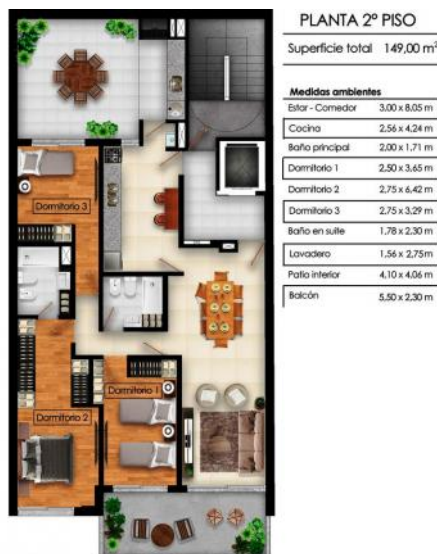 PLANTA 2º PISO
Superficie total 149,00 m²
Medidas ambientes
Estar - Comedor 3,00 x 8,05 m
Cocina 2,56 x 4,24 m
Baño principal 2,00 x 1,71 m
Dormitorio 1 2,50 x 3,65 m
Dormitorio 2 2,75 x 6,42 m
Dormitorio 3 2,75 x 3,29 m
Baño en suite 1,78 x 2,30 m
Lavadero 1,56 x 2,75 m
Patio interior 4,10 x 4,06 m
Balcón 5,50 x 2,30 m
Dormitorio 3
Dormitorio 1
Dormitorio 2